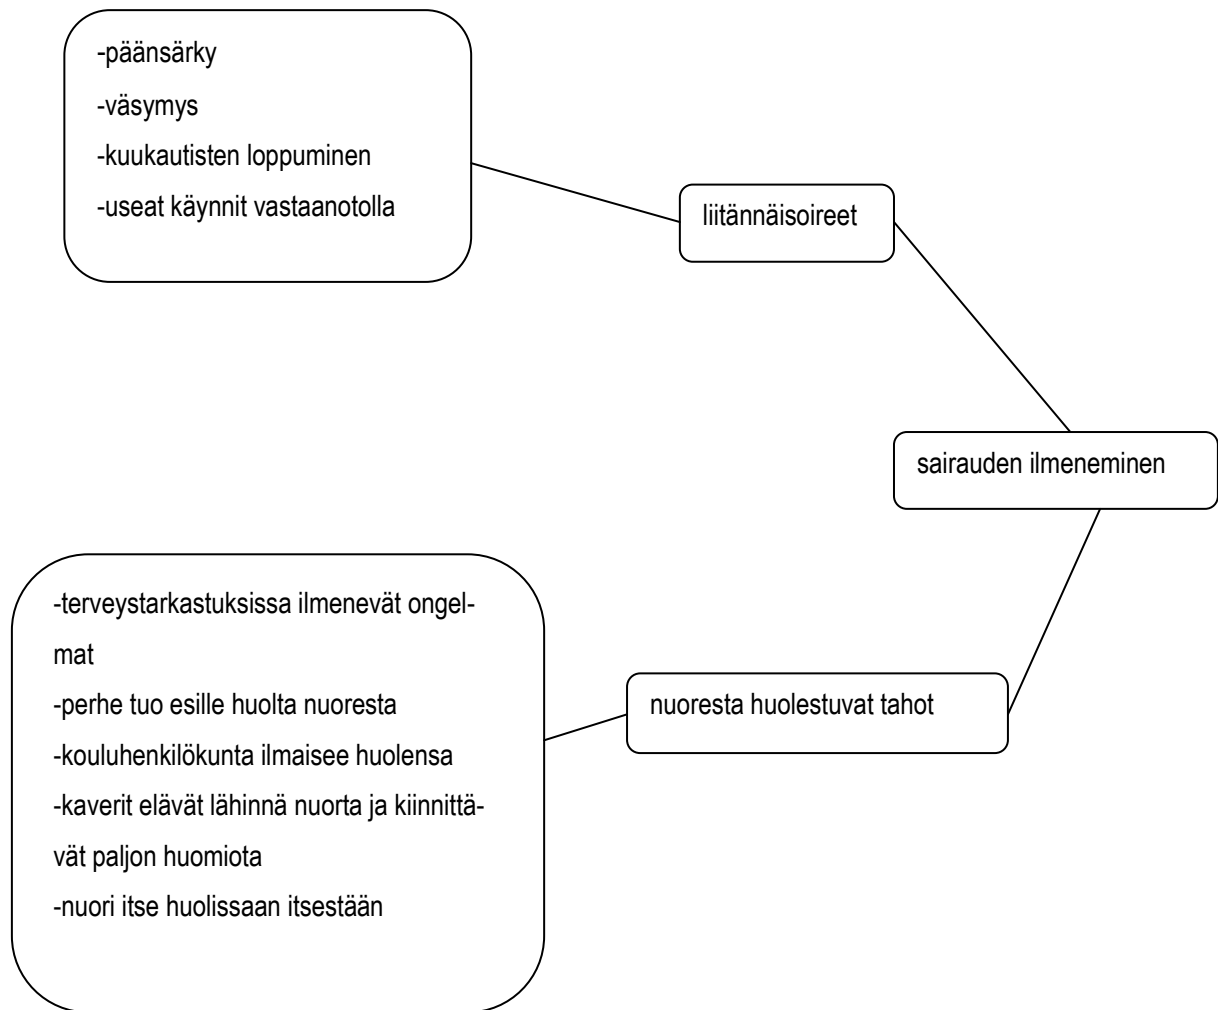 -päänsärky
-väsymys
-kuukautisten loppuminen
-useat käynnit vastaanotolla
liitännäisoireet
sairauden ilmeneminen
-terveystarkastuksissa ilmenevät ongel-
mat
-perhe tuo esille huolta nuoresta
-kouluhenkilökunta ilmaisee huolensa
-kaverit elävät lähinnä nuorta ja kiinnittä-
vät paljon huomiota
-nuori itse huolissaan itsestään
nuoresta huolestuvat tahot